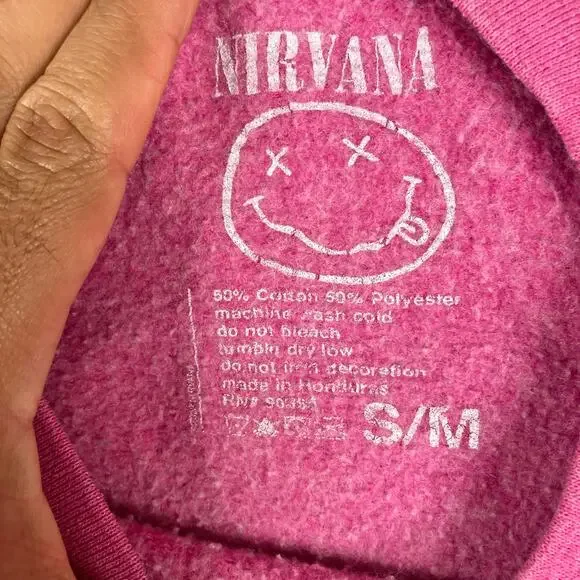 NIRVANA
50% Cotton 50% Polyester
machine wash cold
do not bleach
tumble dry low
do not iron decoration
made in Honduras
RN#
S/M